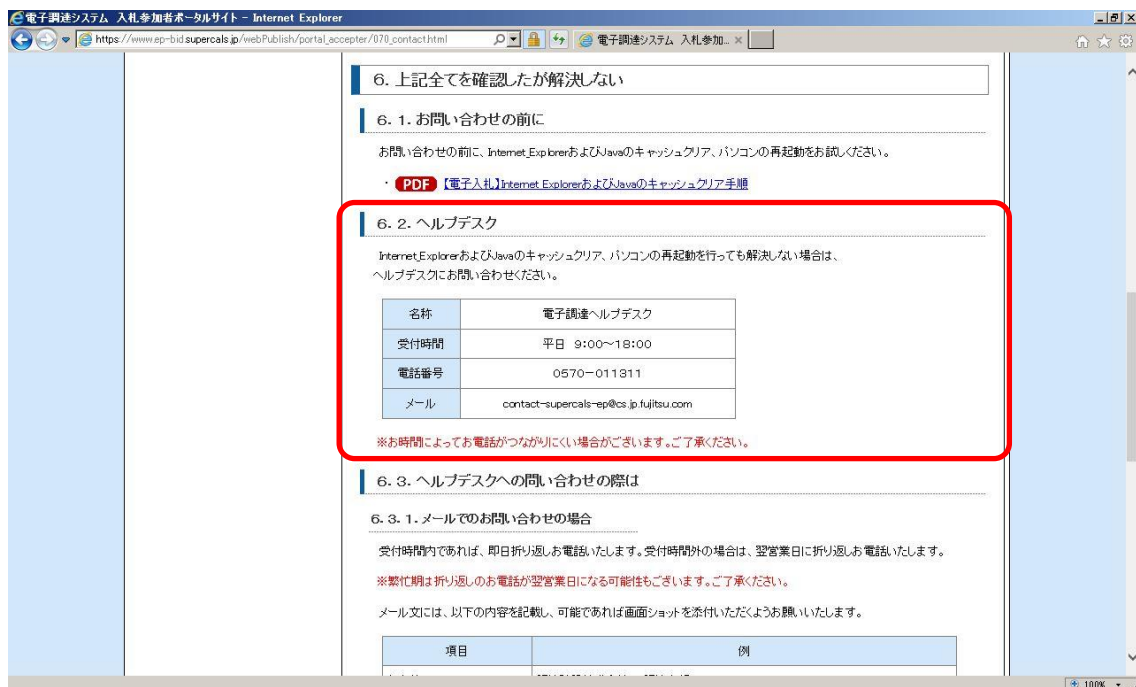 電子調達システム 入札参加者ポータルサイト - Internet Explorer
https://www.ep-bid.supercals.jp/webPublish/portal_accepter/070_contact.html
電子調達システム 入札参加...
6. 上記全てを確認したが解決しない
6. 1. お問い合わせの前に
お問い合わせの前に、Internet ExplorerおよびJavaのキャッシュクリア、パソコンの再起動をお試しください。
・ PDF 【電子入札】Internet ExplorerおよびJavaのキャッシュクリア手順
6. 2. ヘルプデスク
Internet ExplorerおよびJavaのキャッシュクリア、パソコンの再起動を行っても解決しない場合は、
ヘルプデスクにお問い合わせください。
名称 電子調達ヘルプデスク
受付時間 平日 9:00～18:00
電話番号 0570-011311
メール contact-supercals-ep@cs.jp.fujitsu.com
※お時間によってお電話がつながりにくい場合がございます。ご了承ください。
6. 3. ヘルプデスクへの問い合わせの際は
6. 3. 1. メールでのお問い合わせの場合
受付時間内であれば、即日折り返しお電話いたします。受付時間外の場合は、翌営業日に折り返しお電話いたします。
※繁忙期は折り返しのお電話が翌営業日になる可能性もございます。ご了承ください。
メール文には、以下の内容を記載し、可能であれば画面ショットを添付いただくようお願いいたします。
項目 例
100%